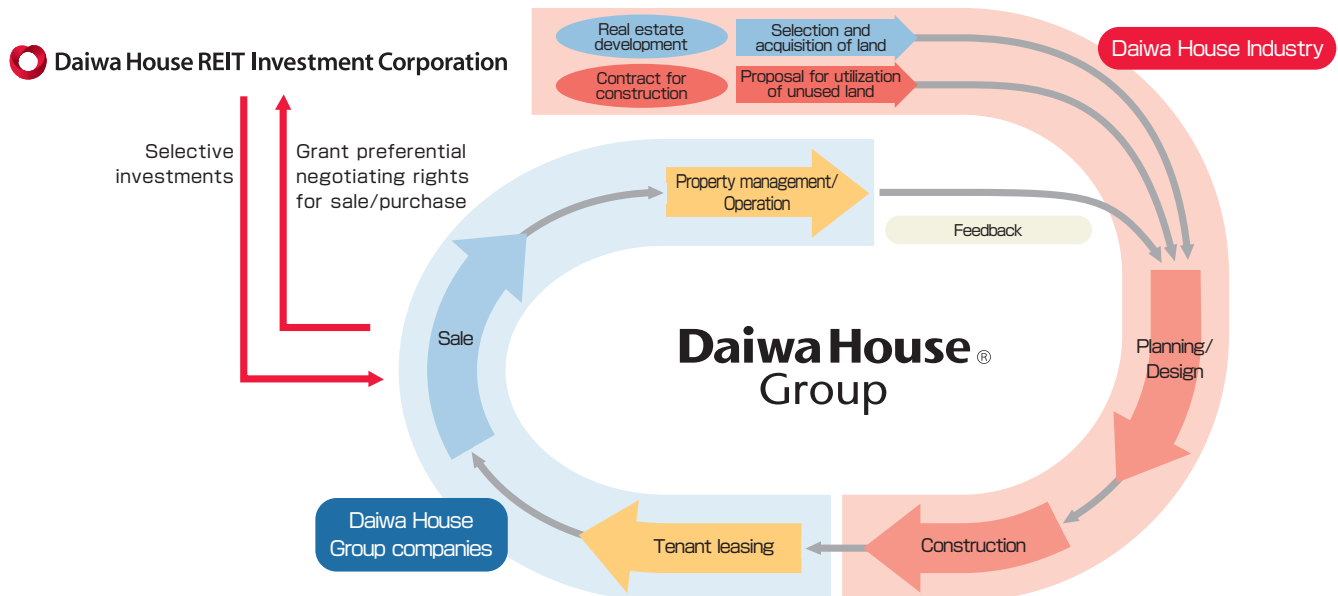 Daiwa House REIT Investment Corporation
Selective
investments
Grant preferential
negotiating rights
for sale/purchase
Real estate
development
Selection and
acquisition of land
Contract for
construction
Proposal for utilization
of unused land
Daiwa House Industry
Property management/
Operation
Feedback
Sale
Daiwa House®
Group
Planning/
Design
Daiwa House
Group companies
Tenant leasing
Construction